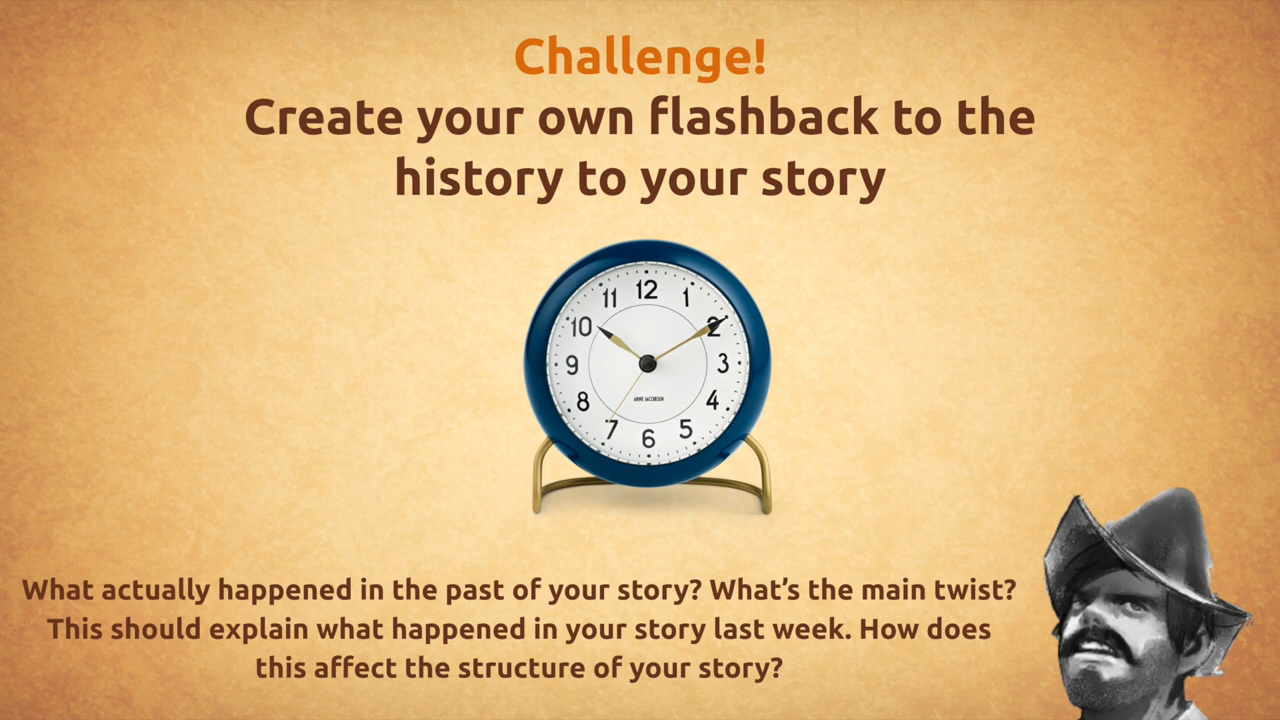 Challenge!
Create your own flashback to the
history to your story
12
11
1
10
2
9
3
8
4
7
5
6
ARNE JACOBSEN
What actually happened in the past of your story? What’s the main twist?
This should explain what happened in your story last week. How does
this affect the structure of your story?